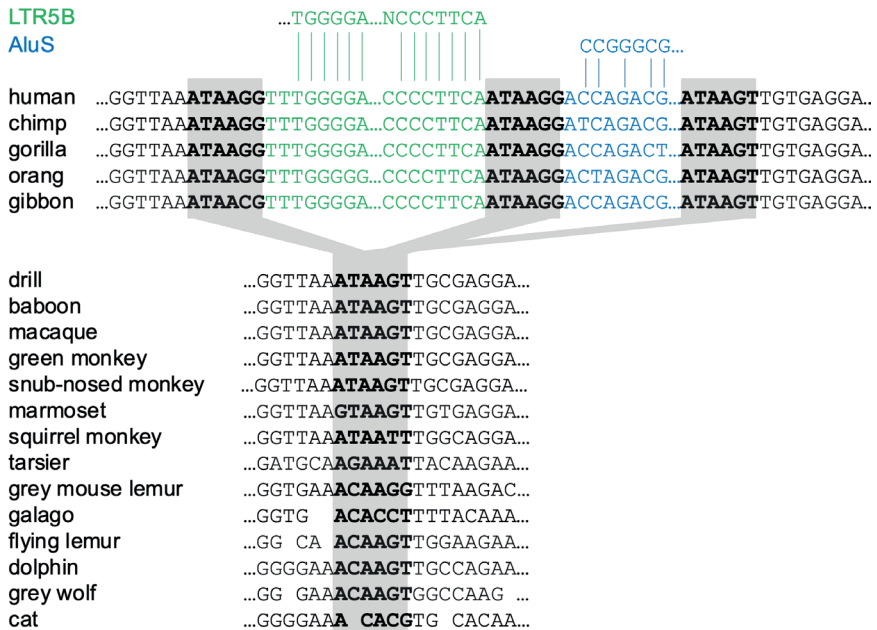 LTR5B ...TGGGGA...NCCCTTCA
AluS CCGGGCG...
human ...GGTTAAATAAGGTTTGGGGA...CCCCTTCAATAAGGACCAGACG...ATAAGTTGTGAGGA...
chimp ...GGTTAAATAAGGTTTGGGGA...CCCCTTCAATAAGGATCAGACG...ATAAGTTGTGAGGA...
gorilla ...GGTTAAATAAGGTTTGGGGA...CCCCTTCAATAAGGACCAGACT...ATAAGTTGTGAGGA...
orang ...GGTTAAATAAGGTTTGGGGG...CCCCTTCAATAAGGACTAGACG...ATAAGTTGTGAGGA...
gibbon ...GGTTAAATAACGTTTGGGGA...CCCCTTCAATAAGGACCAGACG...ATAAGTTGTGAGGA...
drill ...GGTTAAATAAGTTGCGAGGA...
baboon ...GGTTAAATAAGTTGCGAGGA...
macaque ...GGTTAAATAAGTTGCGAGGA...
green monkey ...GGTTAAATAAGTTGCGAGGA...
snub-nosed monkey ...GGTTAAATAAGTTGCGAGGA...
marmoset ...GGTTAAGTAAGTTGTGAGGA...
squirrel monkey ...GGTTAAATAATTTGGCAGGA...
tarsier ...GATGCAAGAAATTACAAGAA...
grey mouse lemur ...GGTGAAACAAGGTTTAAGAC...
galago ...GGTG ACACCTTTTACAAA...
flying lemur ...GG CA ACAAGTTGGAAGAA...
dolphin ...GGGGAAACAAGTTGCCAGAA...
grey wolf ...GG GAAACAAGTGGCCAAG ...
cat ...GGGGAAA CACGTG CACAA...